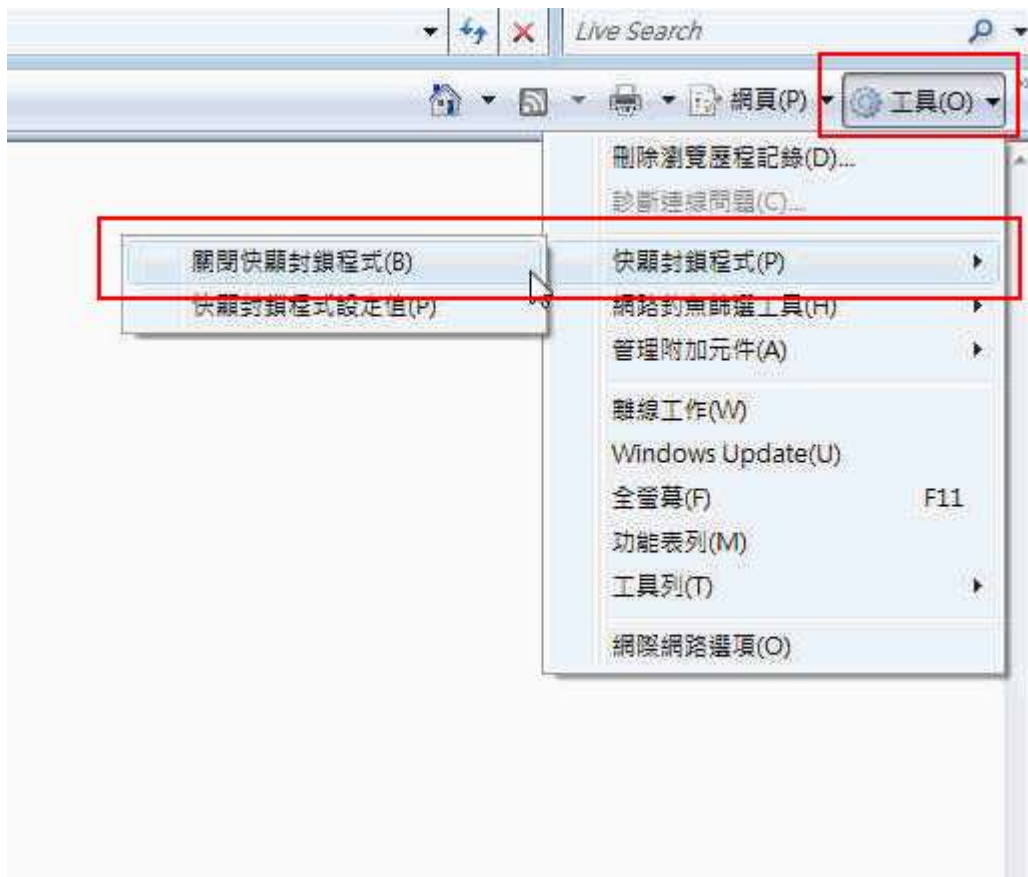 Live Search
網頁(P) 工具(O)
刪除瀏覽歷程記錄(D)...
診斷連線問題(C)...
關閉快顯封鎖程式(B)
快顯封鎖程式(P)
快顯封鎖程式設定值(P)
網路釣魚篩選工具(H)
管理附加元件(A)
離線工作(W)
Windows Update(U)
全螢幕(F) F11
功能表列(M)
工具列(T)
網際網路選項(O)